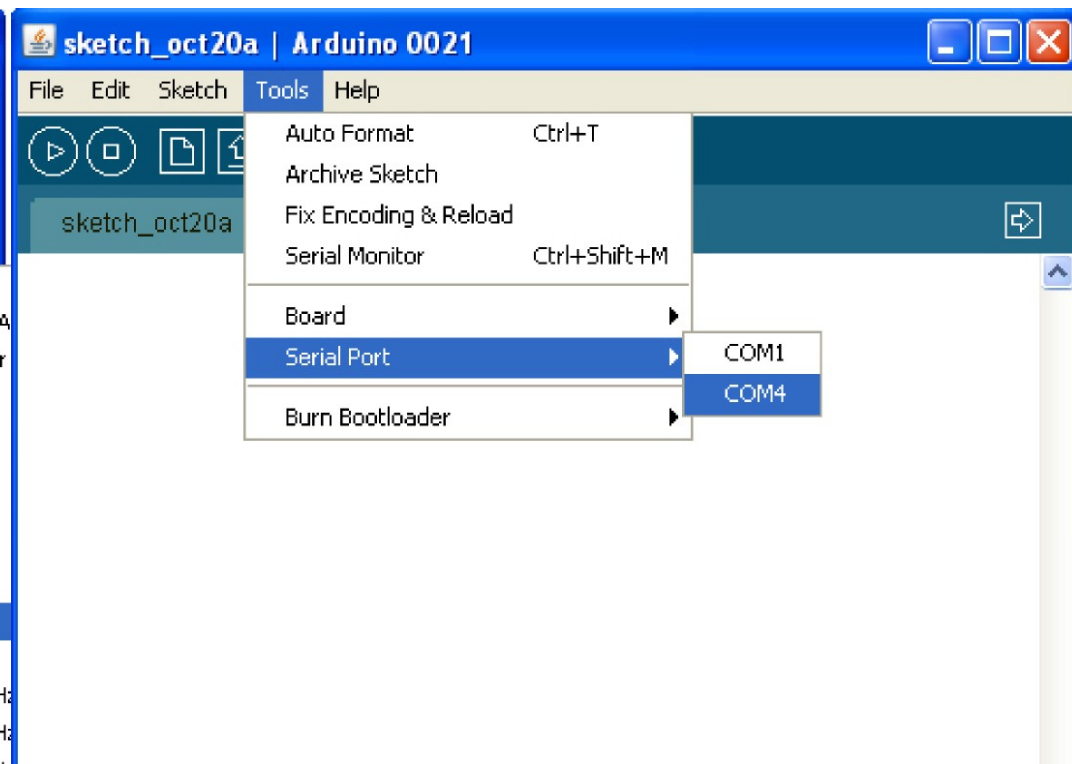 sketch_oct20a | Arduino 0021
File Edit Sketch Tools Help
Auto Format Ctrl+T
Archive Sketch
Fix Encoding & Reload
sketch_oct20a
Serial Monitor Ctrl+Shift+M
Board
Serial Port
COM1
COM4
Burn Bootloader